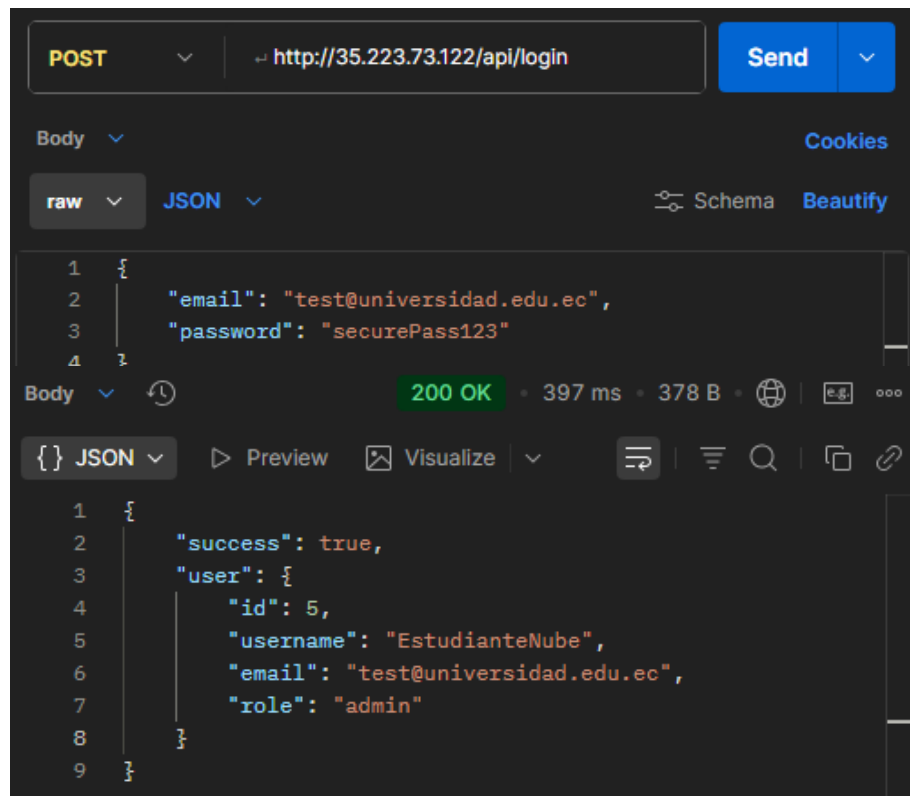 POST http://35.223.73.122/api/login Send
Body Cookies
raw JSON Schema Beautify
1 {
2 "email": "test@universidad.edu.ec",
3 "password": "securePass123"
4 }
Body 200 OK • 397 ms • 378 B • e.g.
{} JSON Preview Visualize
1 {
2 "success": true,
3 "user": {
4 "id": 5,
5 "username": "EstudianteNube",
6 "email": "test@universidad.edu.ec",
7 "role": "admin"
8 }
9 }